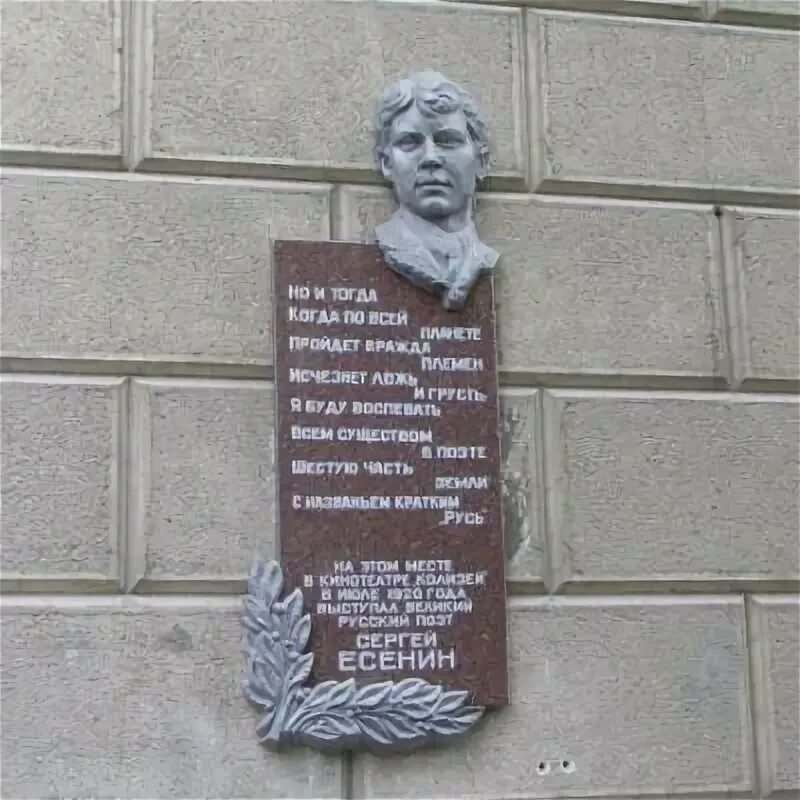 НО И ТОГДА
КОГДА ПО ВСЕЙ
ПЛАНЕТЕ
ПРОЙДЕТ ВРАЖДА
ПЛЕМЕН
ИСЧЕЗНЕТ ЛОЖЬ
И ГРУСТЬ
Я БУДУ ВОСПЕВАТЬ
ВСЕМ СУЩЕСТВОМ
В ПОЭТЕ
ШЕСТУЮ ЧАСТЬ
ЗЕМЛИ
С НАЗВАНЬЕМ КРАТКИМ
„РУСЬ"
НА ЭТОМ МЕСТЕ
В КИНОТЕАТРЕ „КОЛИЗЕЙ"
В ИЮЛЕ 1920 ГОДА
ВЫСТУПАЛ ВЕЛИКИЙ
РУССКИЙ ПОЭТ
СЕРГЕЙ
ЕСЕНИН